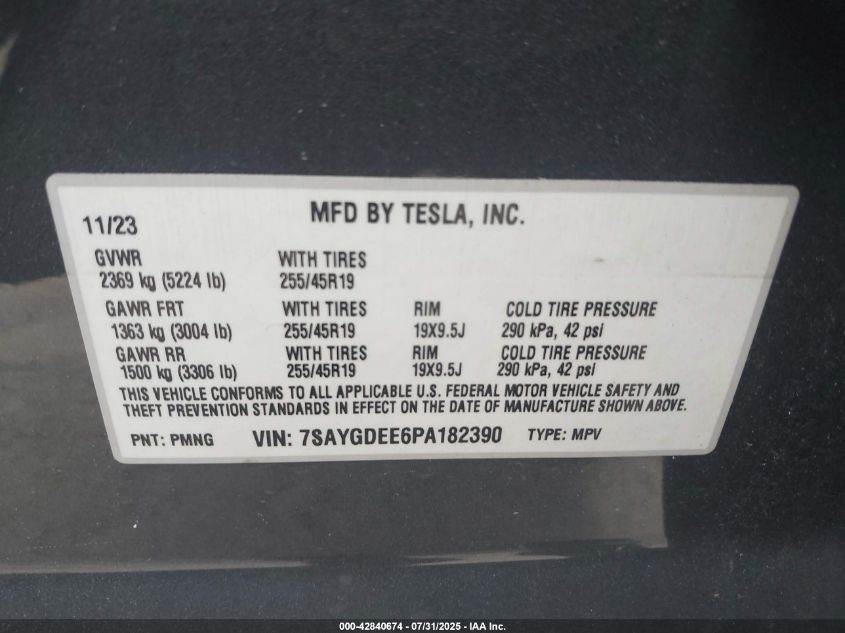 MFD BY TESLA, INC.
11/23
GVWR WITH TIRES
2369 kg (5224 lb) 255/45R19
GAWR FRT WITH TIRES RIM COLD TIRE PRESSURE
1363 kg (3004 lb) 255/45R19 19X9.5J 290 kPa, 42 psi
GAWR RR WITH TIRES RIM COLD TIRE PRESSURE
1500 kg (3306 lb) 255/45R19 19X9.5J 290 kPa, 42 psi
THIS VEHICLE CONFORMS TO ALL APPLICABLE U.S. FEDERAL MOTOR VEHICLE SAFETY AND
THEFT PREVENTION STANDARDS IN EFFECT ON THE DATE OF MANUFACTURE SHOWN ABOVE.
PNT: PMNG VIN: 7SAYGDEE6PA182390 TYPE: MPV
000-42840674 / 07/31/2025 - IAA Inc.